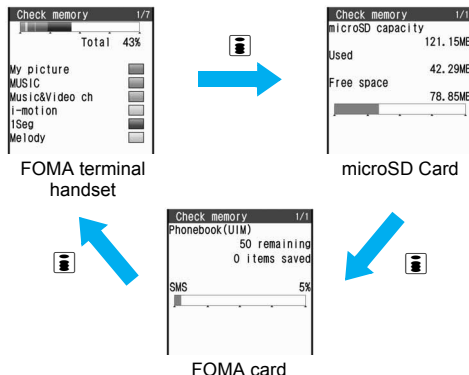 Check memory 1/7
Total 43%
My picture
MUSIC
Music&Video ch
i-motion
1Seg
Melody
FOMA terminal
handset
Check memory 1/1
microSD capacity
121.15MB
Used
42.29MB
Free space
78.85MB
microSD Card
Check memory 1/1
Phonebook(UIM)
50 remaining
0 items saved
SMS 5%
FOMA card